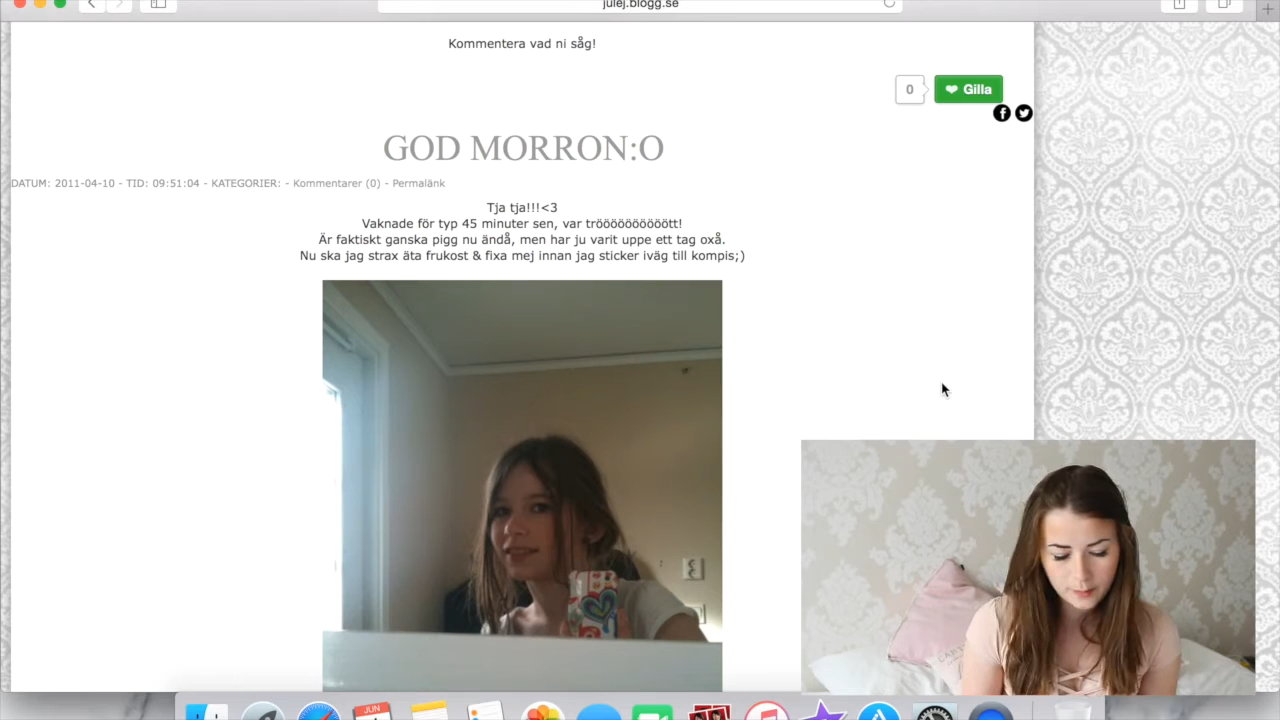 julej.blogg.se
Kommentera vad ni såg!
0
Gilla
GOD MORRON:O
DATUM: 2011-04-10 - TID: 09:51:04 - KATEGORIER: - Kommentarer (0) - Permalänk
Tja tja!!!<3
Vaknade för typ 45 minuter sen, var tröööööööööött!
Är faktiskt ganska pigg nu ändå, men har ju varit uppe ett tag oxå.
Nu ska jag strax äta frukost & fixa mej innan jag sticker iväg till kompis;)
JUN